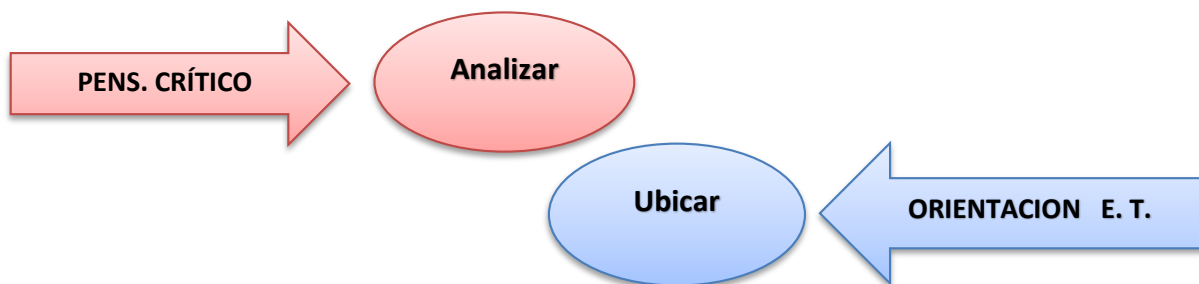 PENS. CRÍTICO
Analizar
Ubicar
ORIENTACION E. T.